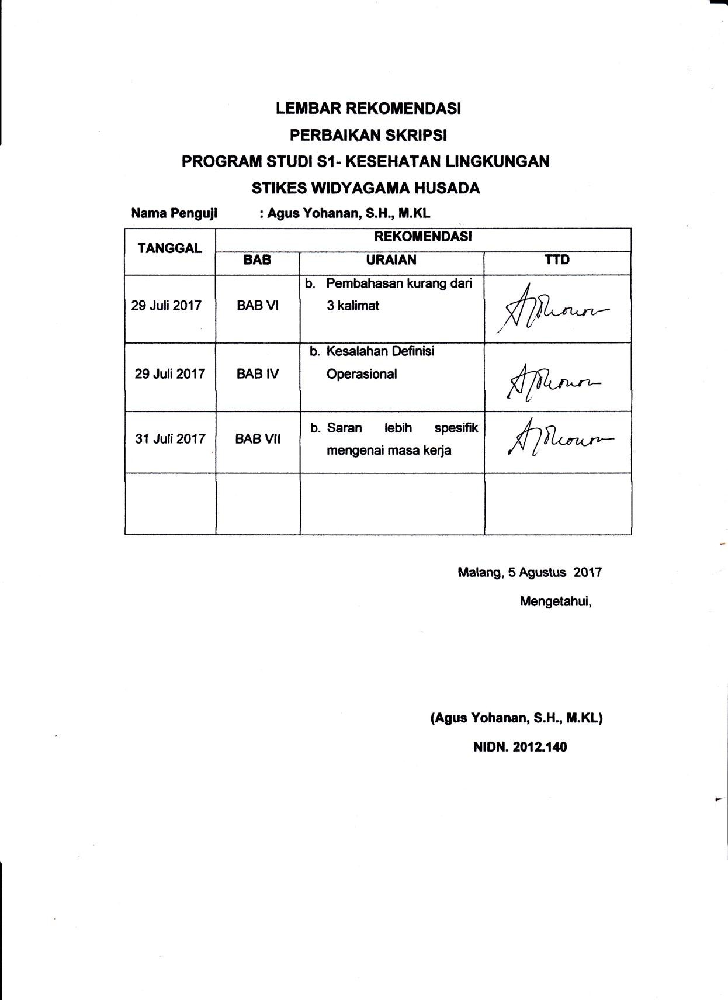 LEMBAR REKOMENDASI
PERBAIKAN SKRIPSI
PROGRAM STUDI S1- KESEHATAN LINGKUNGAN
STIKES WIDYAGAMA HUSADA
Nama Penguji : Agus Yohanan, S.H., M.KL
TANGGAL REKOMENDASI
BAB URAIAN TTD
29 Juli 2017 BAB VI b. Pembahasan kurang dari
3 kalimat
29 Juli 2017 BAB IV b. Kesalahan Definisi
Operasional
31 Juli 2017 BAB VII b. Saran lebih spesifik
mengenai masa kerja
Malang, 5 Agustus 2017
Mengetahui,
(Agus Yohanan, S.H., M.KL)
NIDN. 2012.140